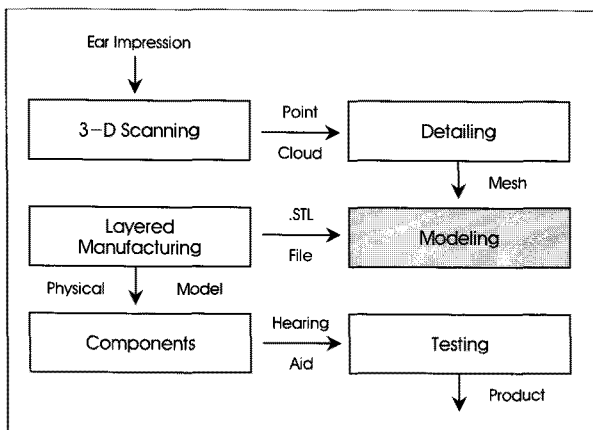 Ear Impression
3-D Scanning
Point
Cloud
Detailing
Mesh
Layered
Manufacturing
.STL
File
Modeling
Physical Model
Components
Hearing
Aid
Testing
Product